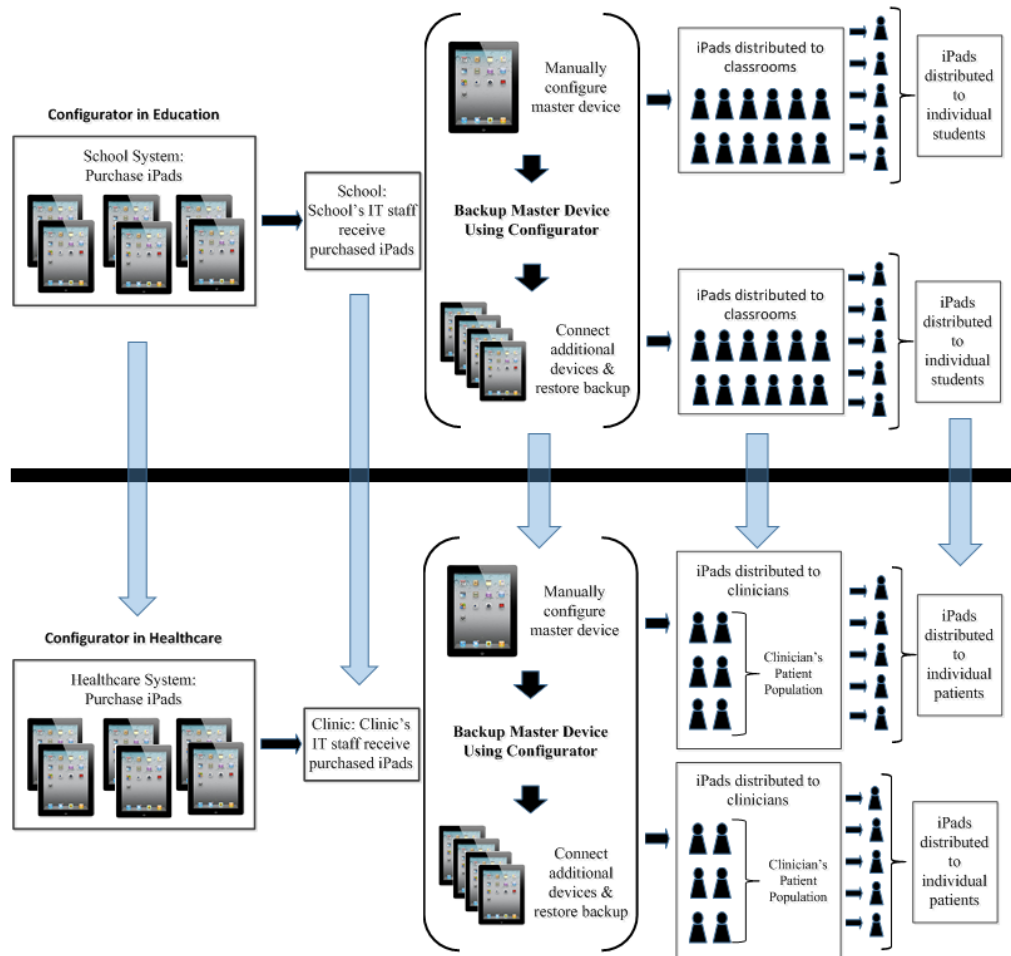 Configurator in Education
School System:
Purchase iPads
School:
School's IT staff
receive
purchased iPads
Manually
configure
master device
Backup Master Device
Using Configurator
Connect
additional
devices &
restore backup
iPads distributed to
classrooms
iPads
distributed
to
individual
students
iPads distributed to
classrooms
iPads
distributed
to
individual
students
Configurator in Healthcare
Healthcare System:
Purchase iPads
Clinic: Clinic's
IT staff receive
purchased iPads
Manually
configure
master device
Backup Master Device
Using Configurator
Connect
additional
devices &
restore backup
iPads distributed to
clinicians
Clinician's
Patient
Population
iPads
distributed
to
individual
patients
iPads distributed to
clinicians
Clinician's
Patient
Population
iPads
distributed
to
individual
patients